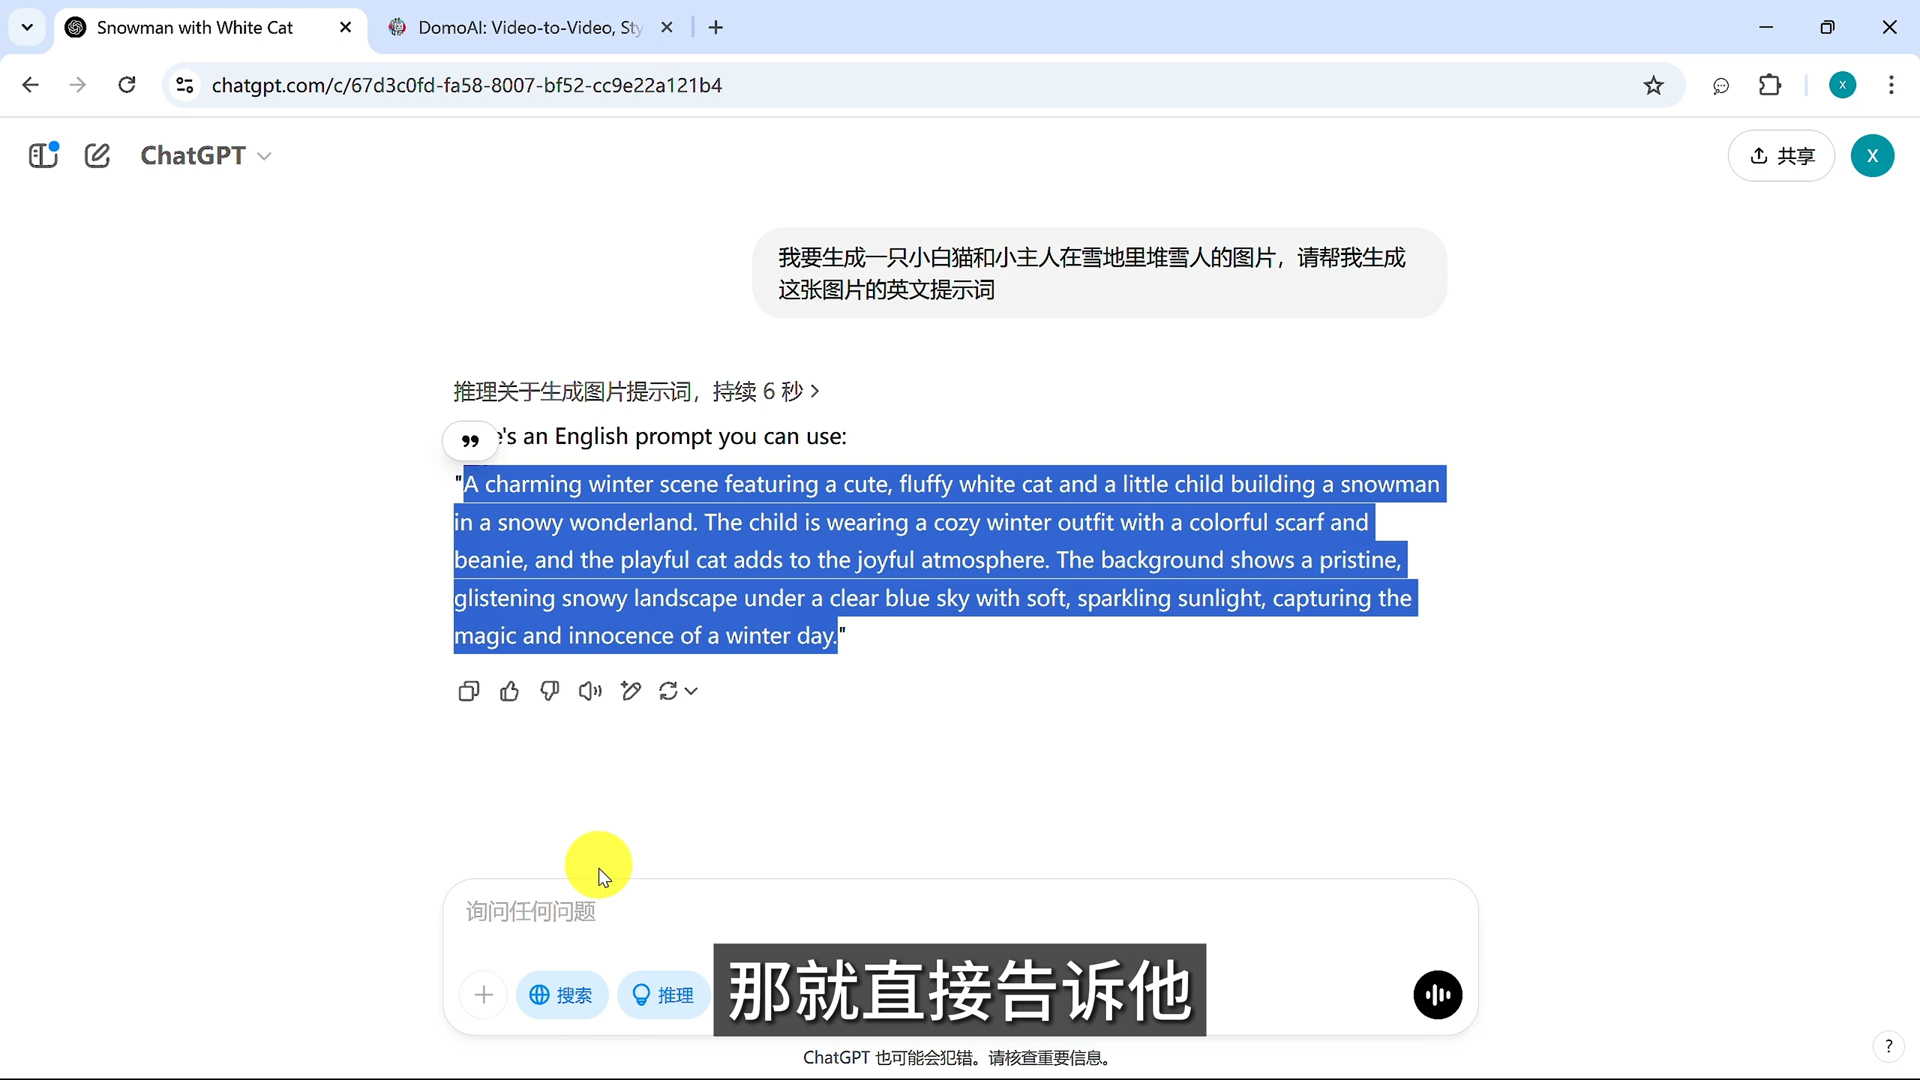 Snowman with White Cat
DomoAI: Video-to-Video, Sty
chatgpt.com/c/67d3c0fd-fa58-8007-bf52-cc9e22a121b4
X
ChatGPT
共享
X
我要生成一只小白猫和小主人在雪地里堆雪人的图片，请帮我生成
这张图片的英文提示词
推理关于生成图片提示词，持续 6 秒 >
e's an English prompt you can use:
"A charming winter scene featuring a cute, fluffy white cat and a little child building a snowman
in a snowy wonderland. The child is wearing a cozy winter outfit with a colorful scarf and
beanie, and the playful cat adds to the joyful atmosphere. The background shows a pristine,
glistening snowy landscape under a clear blue sky with soft, sparkling sunlight, capturing the
magic and innocence of a winter day."
询问任何问题
搜索
推理
那就直接告诉他
ChatGPT 也可能会犯错。请核查重要信息。
?